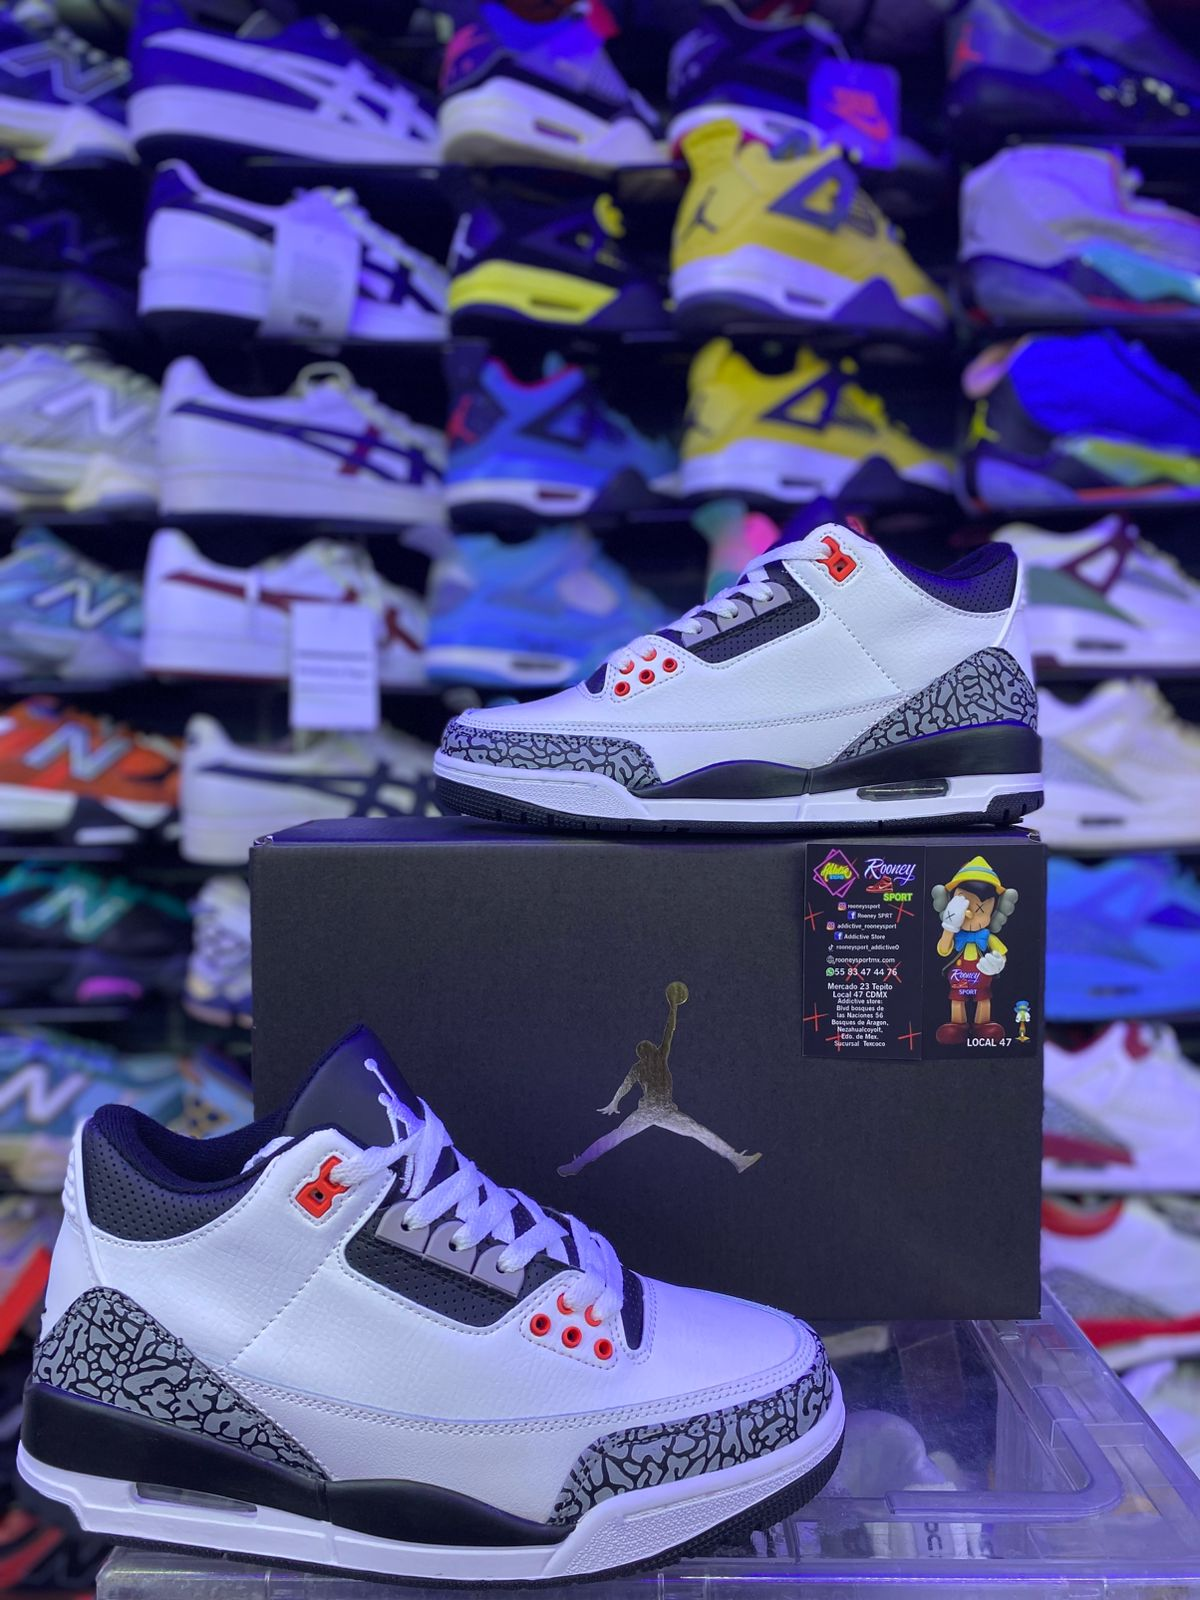 Addictive
Rooney
SPORT
rooneyssport
Rooney SPRT
addictive_rooneysport
Addictive Store
rooneysport_addictive0
rooneysportmx.com
55 83 47 44 76
Mercado 23 Tepito
Local 47 CDMX
Addictive store:
Blvd bosques de
las Naciones 56
Bosques de Aragon,
Nezahualcoyolt,
Edo. de Mex.
Sucursal Texcoco
Rooney
SPORT
LOCAL 47